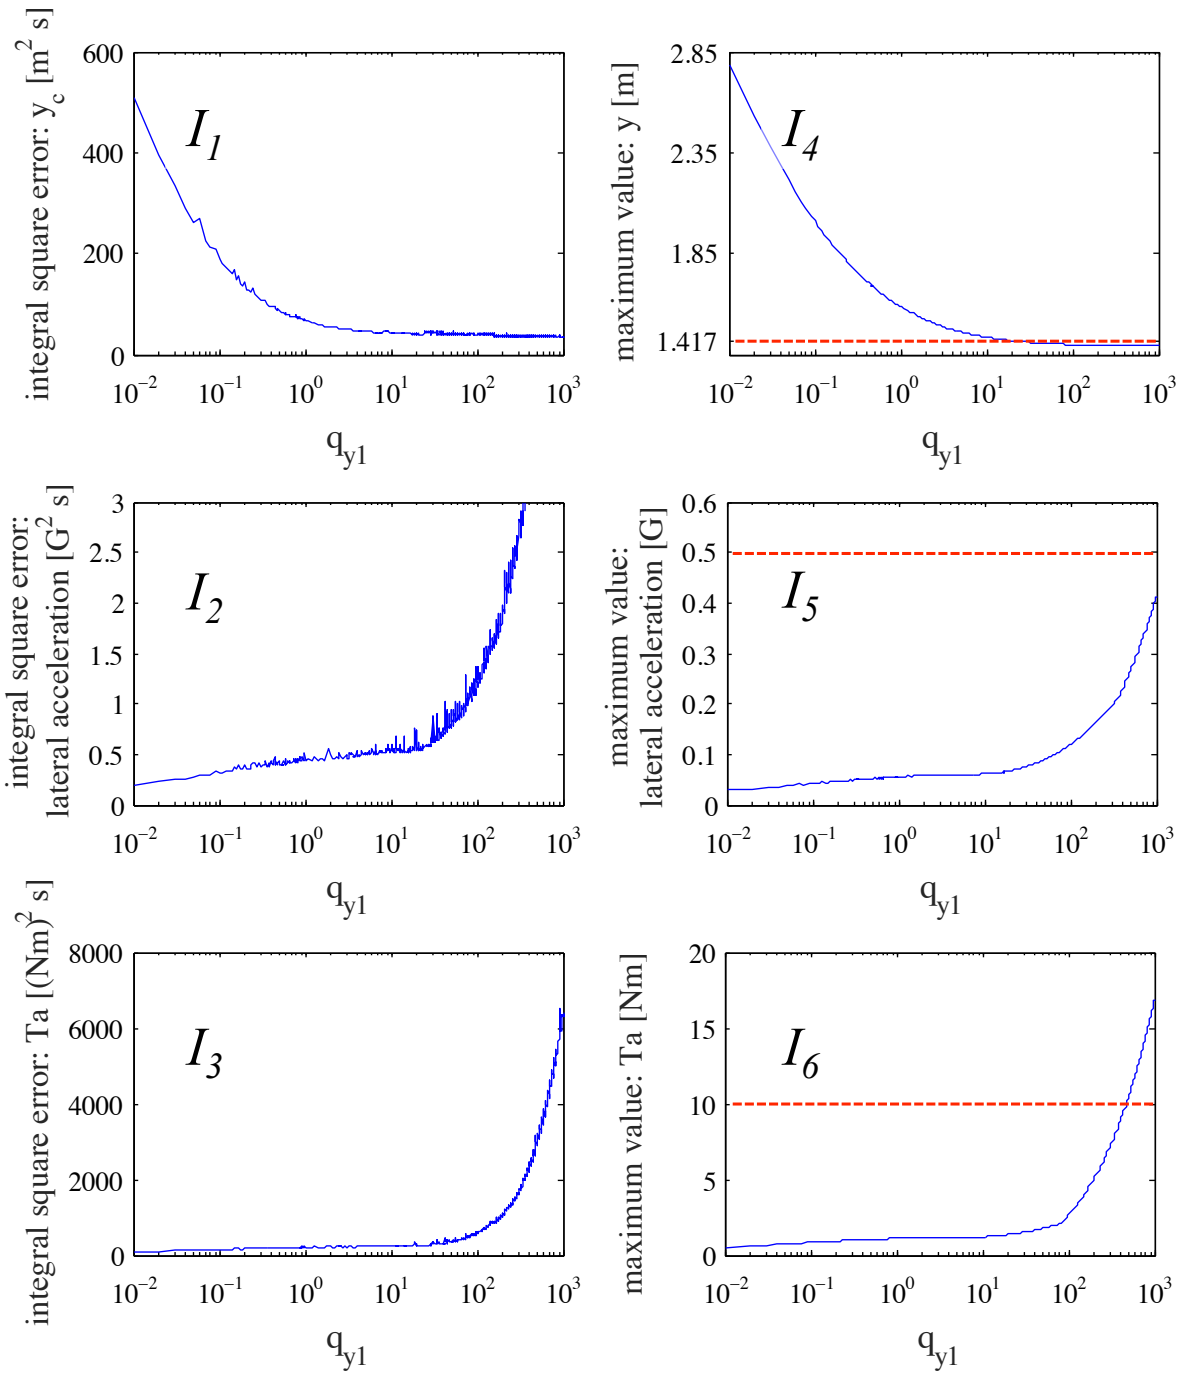 integral square error: y_c [m^2 s]
600
400
200
0
I_1
10^−2 10^−1 10^0 10^1 10^2 10^3
q_y1
maximum value: y [m]
2.85
2.35
1.85
1.417
I_4
10^−2 10^−1 10^0 10^1 10^2 10^3
q_y1
integral square error:
lateral acceleration [G^2 s]
3
2.5
2
1.5
1
0.5
0
I_2
10^−2 10^−1 10^0 10^1 10^2 10^3
q_y1
maximum value:
lateral acceleration [G]
0.6
0.5
0.4
0.3
0.2
0.1
0
I_5
10^−2 10^−1 10^0 10^1 10^2 10^3
q_y1
integral square error: Ta [(Nm)^2 s]
8000
6000
4000
2000
0
I_3
10^−2 10^−1 10^0 10^1 10^2 10^3
q_y1
maximum value: Ta [Nm]
20
15
10
5
0
I_6
10^−2 10^−1 10^0 10^1 10^2 10^3
q_y1